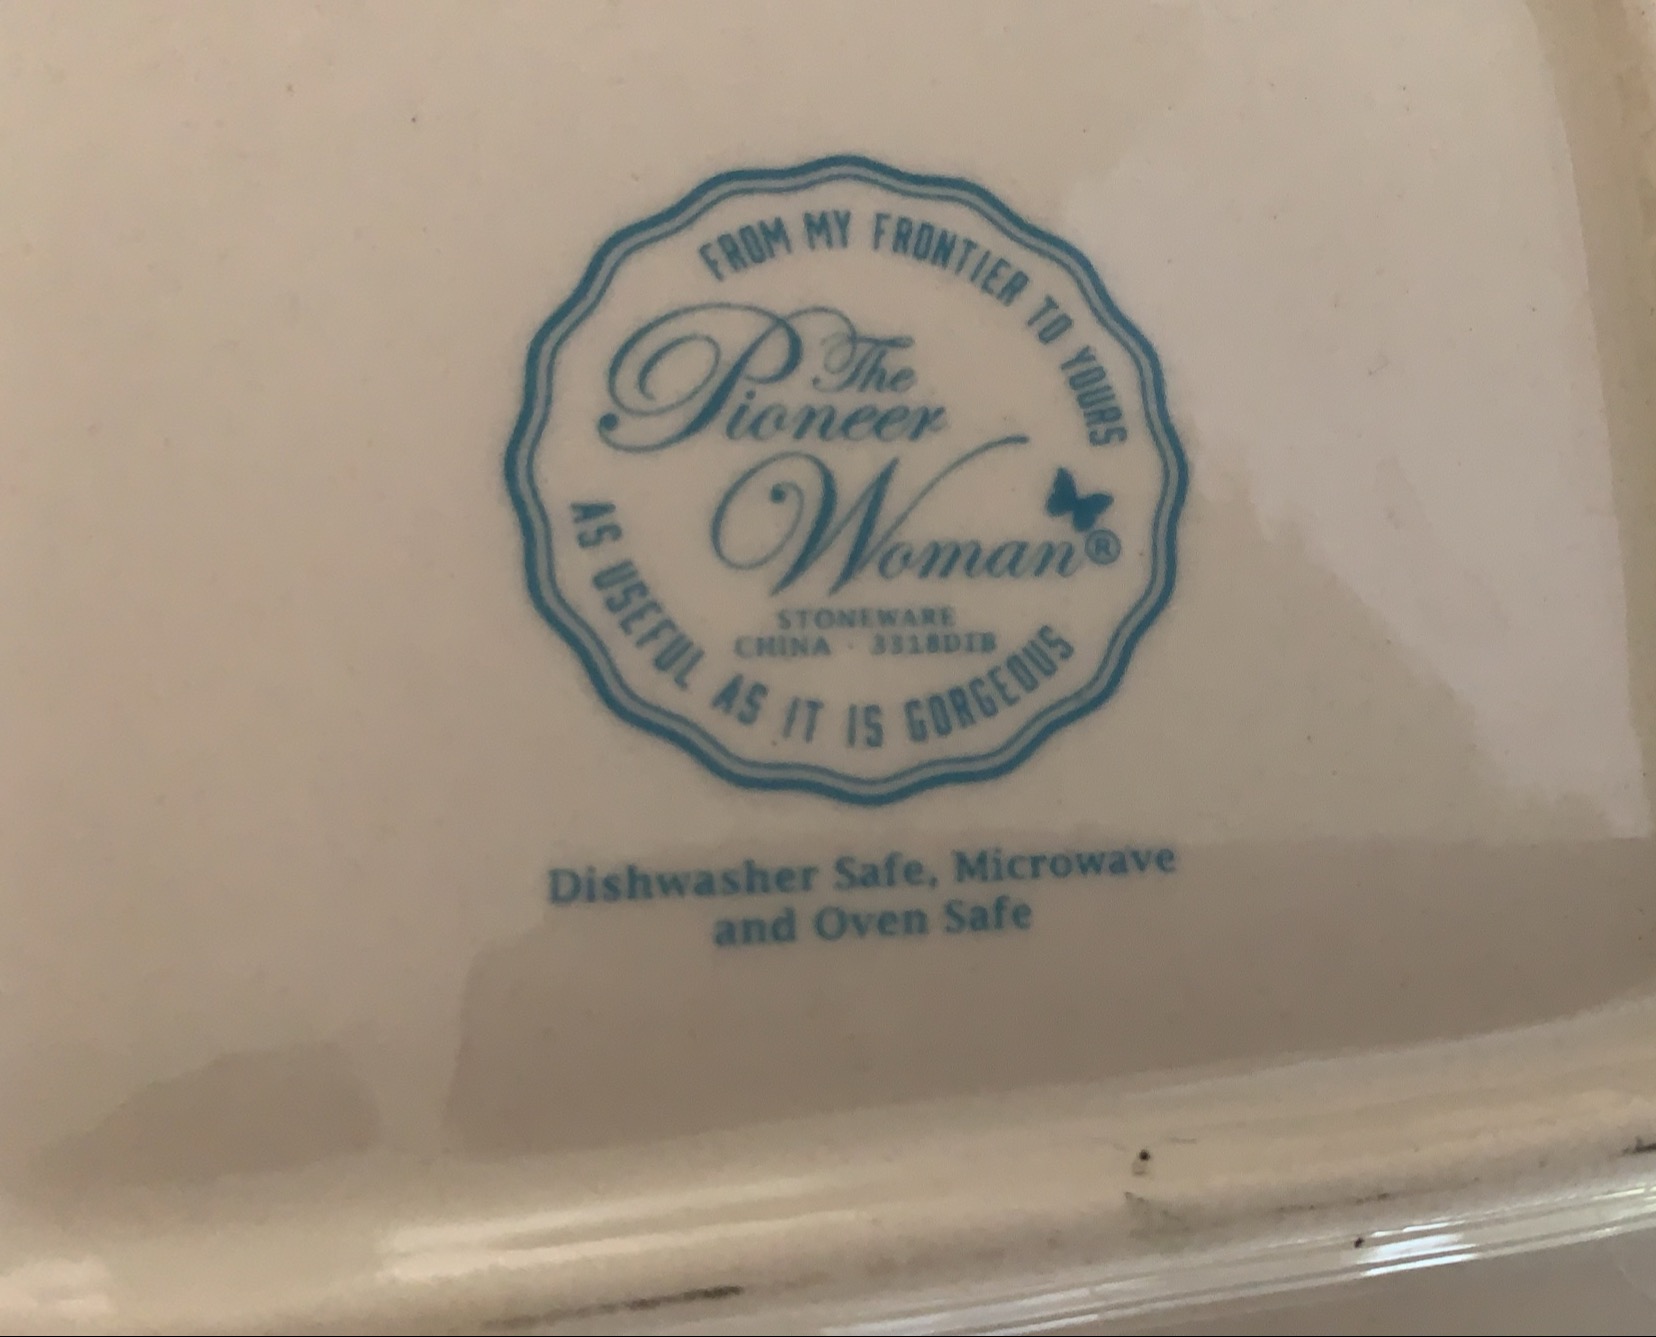 FROM MY FRONTIER TO YOURS
The
Pioneer
Woman®
STONEWARE
CHINA · 3318DIB
AS USEFUL AS IT IS GORGEOUS
Dishwasher Safe, Microwave
and Oven Safe